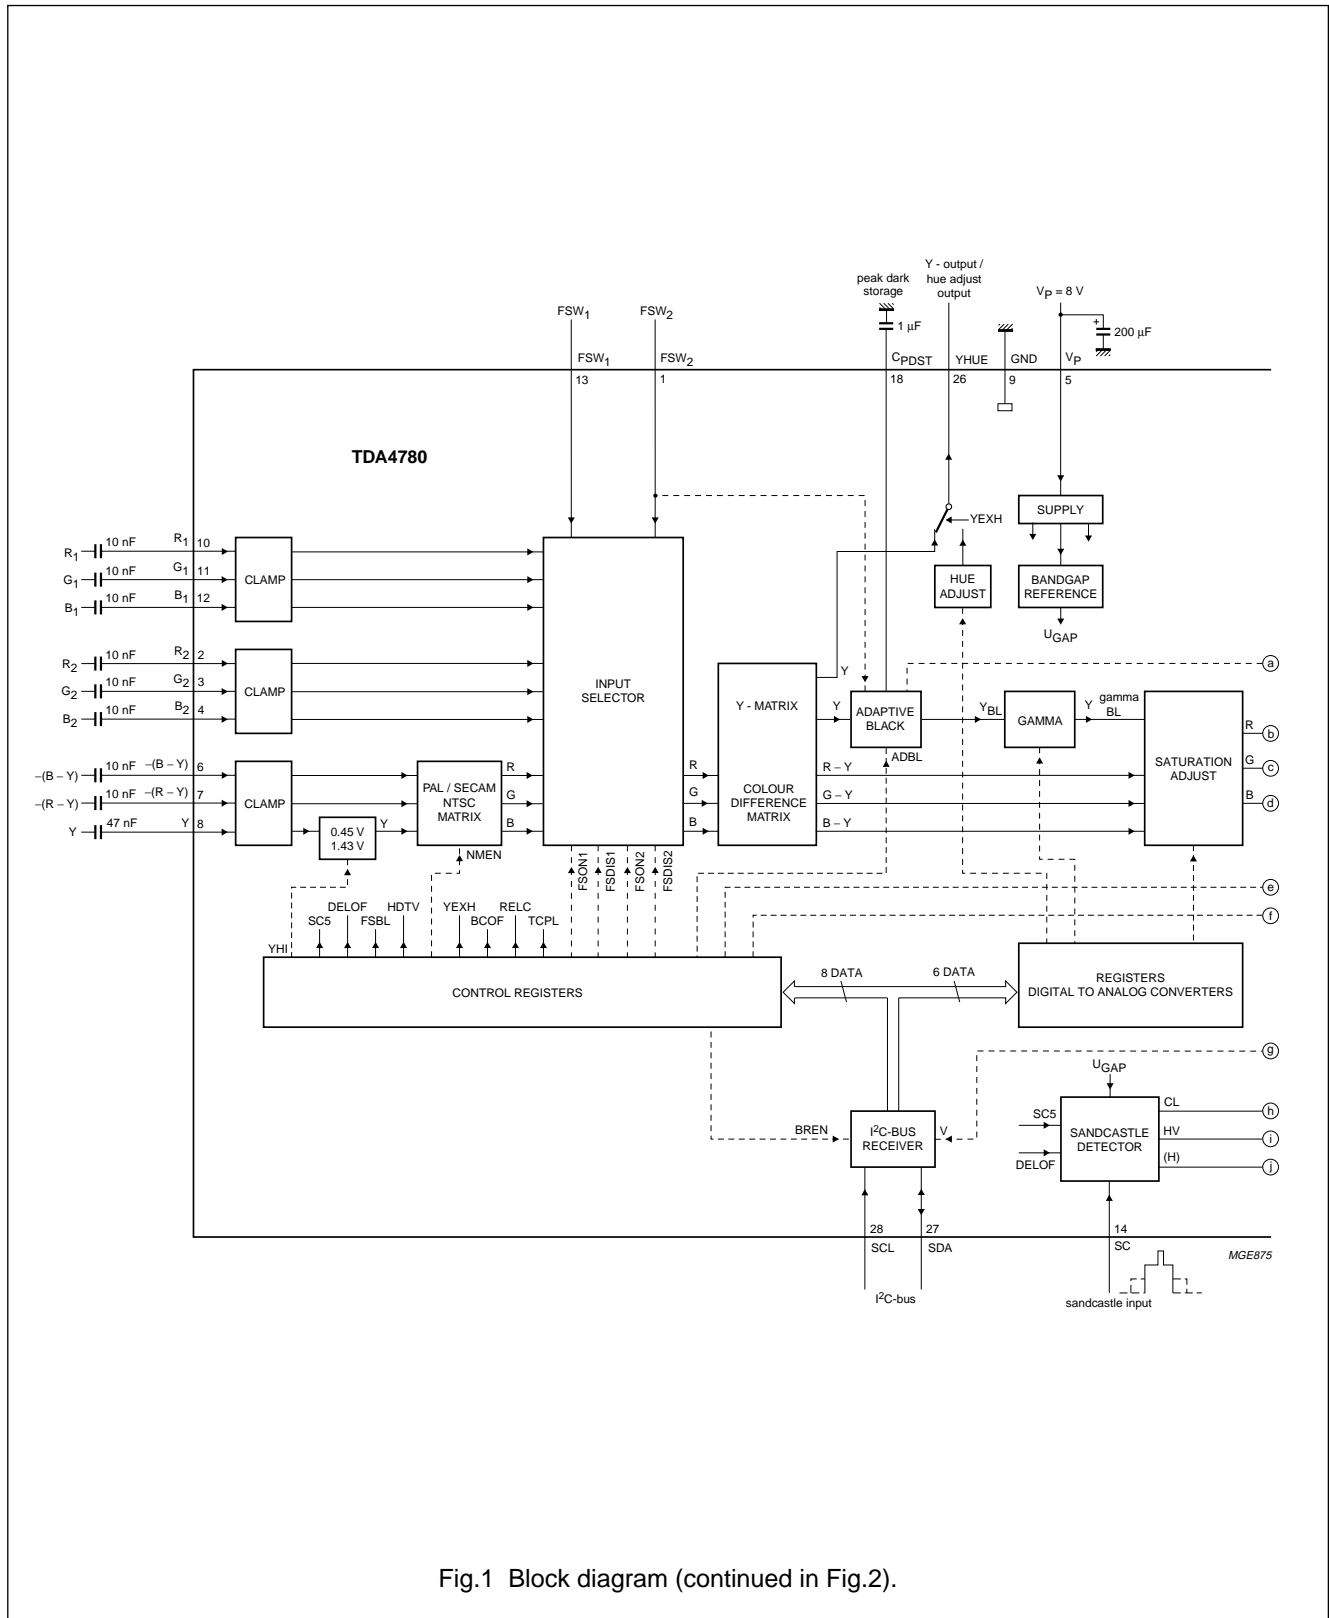 peak dark
storage
Y - output /
hue adjust
output
VP = 8 V
FSW1
FSW2
1 µF
+
200 µF
FSW1
FSW2
CPDST
YHUE
GND
VP
13
1
18
26
9
5
TDA4780
YEXH
SUPPLY
HUE
ADJUST
BANDGAP
REFERENCE
UGAP
R1 10 nF R1 10
G1 10 nF G1 11
B1 10 nF B1 12
CLAMP
R2 10 nF R2 2
G2 10 nF G2 3
B2 10 nF B2 4
CLAMP
–(B – Y) 10 nF –(B – Y) 6
–(R – Y) 10 nF –(R – Y) 7
Y 47 nF Y 8
CLAMP
0.45 V
1.43 V
Y
PAL / SECAM
NTSC
MATRIX
NMEN
R
G
B
INPUT
SELECTOR
R
G
B
Y - MATRIX
COLOUR
DIFFERENCE
MATRIX
Y
Y
R – Y
G – Y
B – Y
ADAPTIVE
BLACK
ADBL
YBL
GAMMA
Y gamma
BL
SATURATION
ADJUST
R
G
B
a
b
c
d
e
f
FSON1
FSDIS1
FSON2
FSDIS2
YHI
SC5
DELOF
FSBL
HDTV
YEXH
BCOF
RELC
TCPL
CONTROL REGISTERS
8 DATA
6 DATA
REGISTERS
DIGITAL TO ANALOG CONVERTERS
g
UGAP
BREN
I2C-BUS
RECEIVER
V
SC5
DELOF
SANDCASTLE
DETECTOR
CL
HV
(H)
h
i
j
28
27
14
SCL
SDA
SC
MGE875
I2C-bus
sandcastle input
Fig.1 Block diagram (continued in Fig.2).